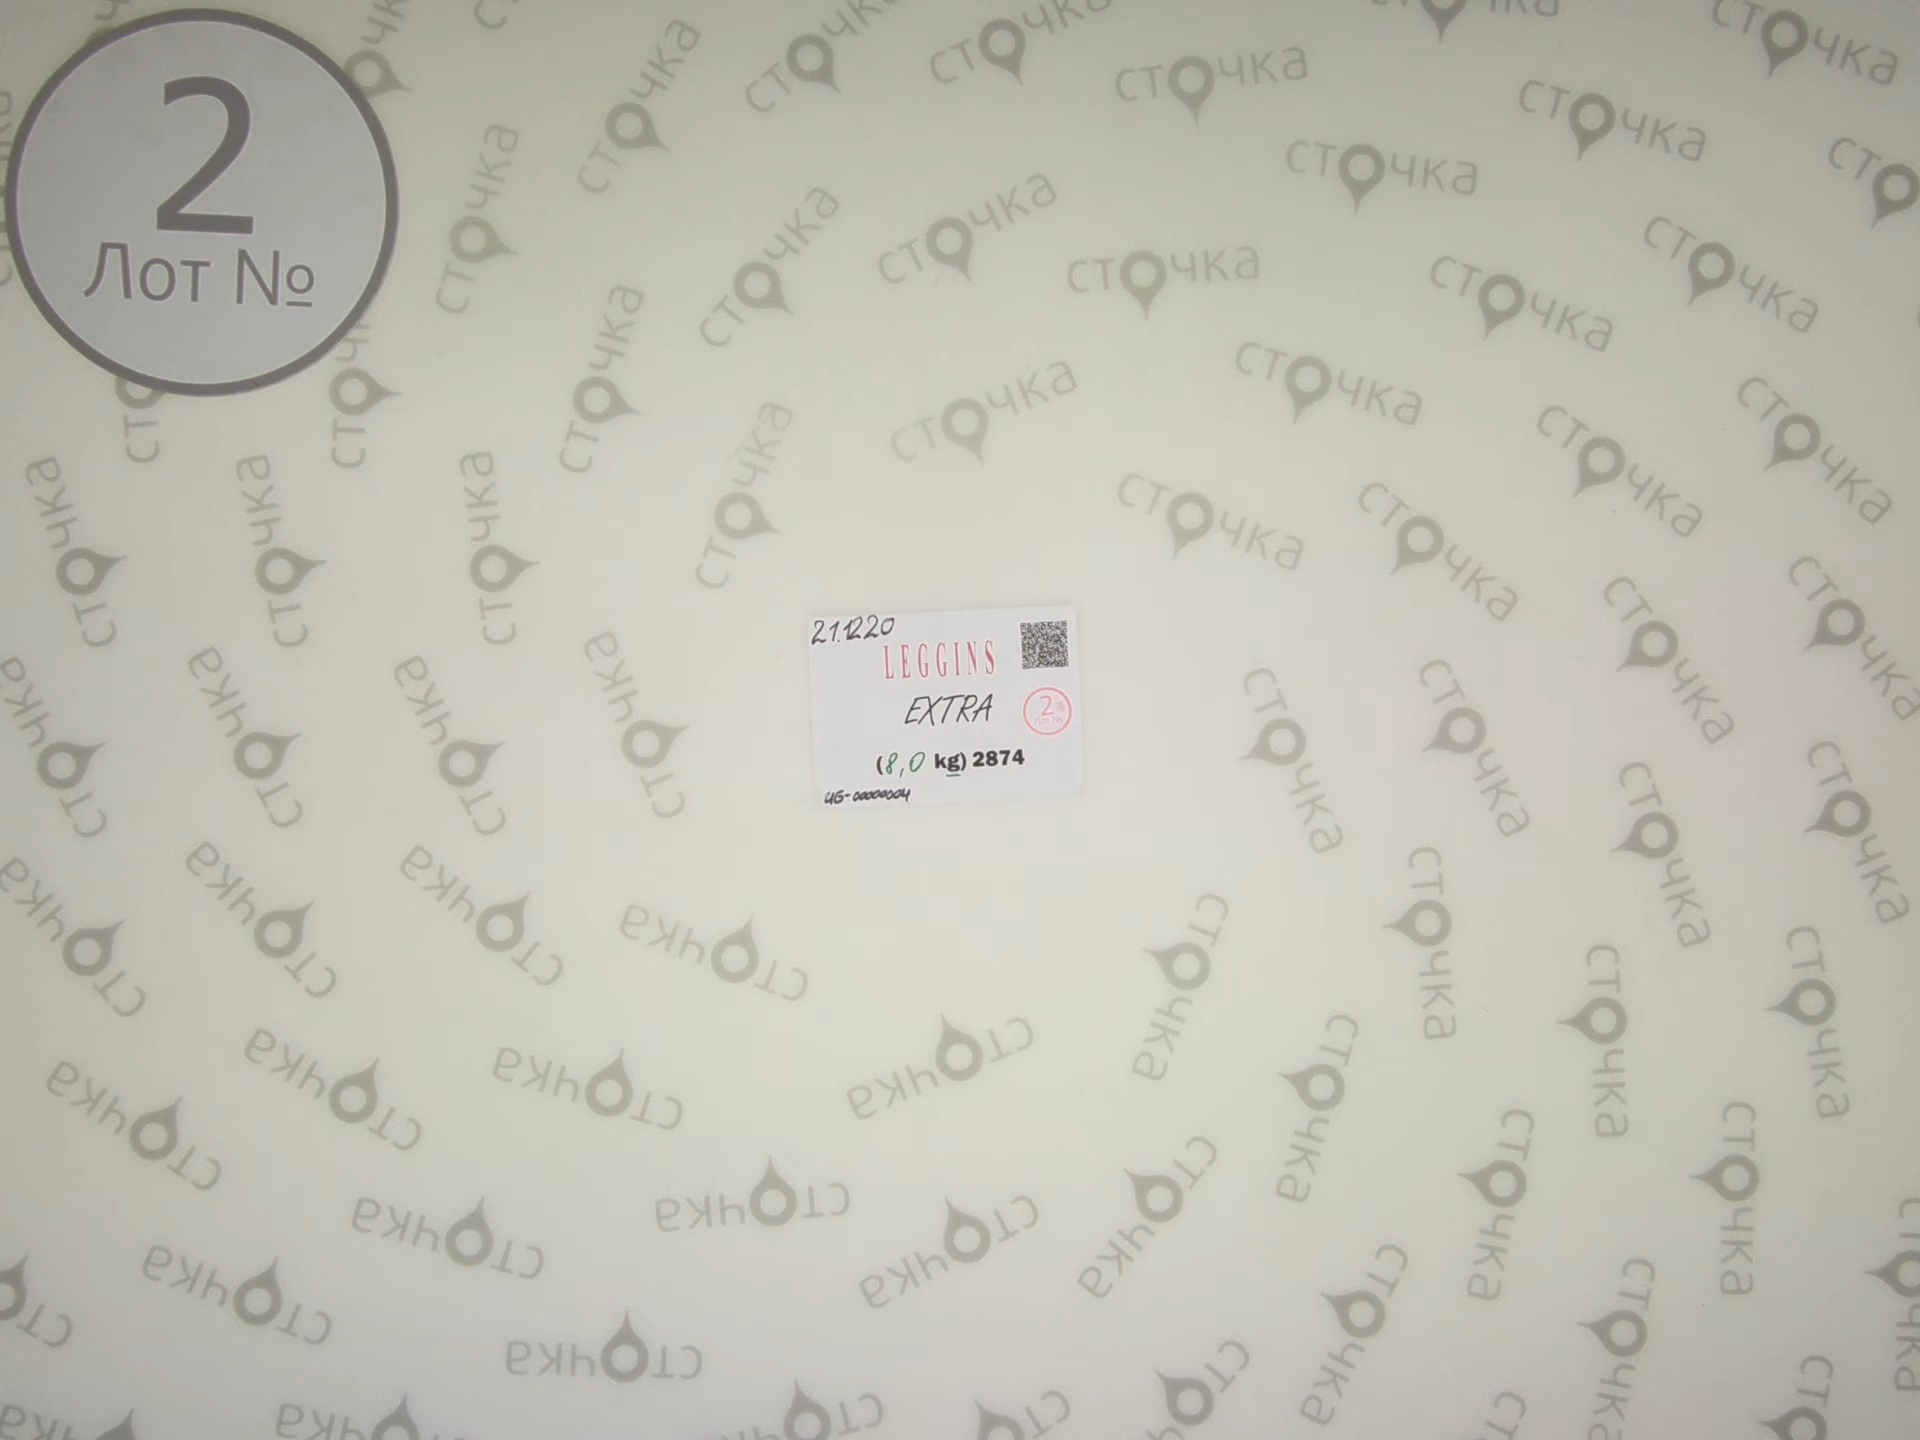 2
Лот №
21.12.20
LEGGINS
EXTRA
2
Лот №
(8,0 kg) 2874
UG-00000004
сточка